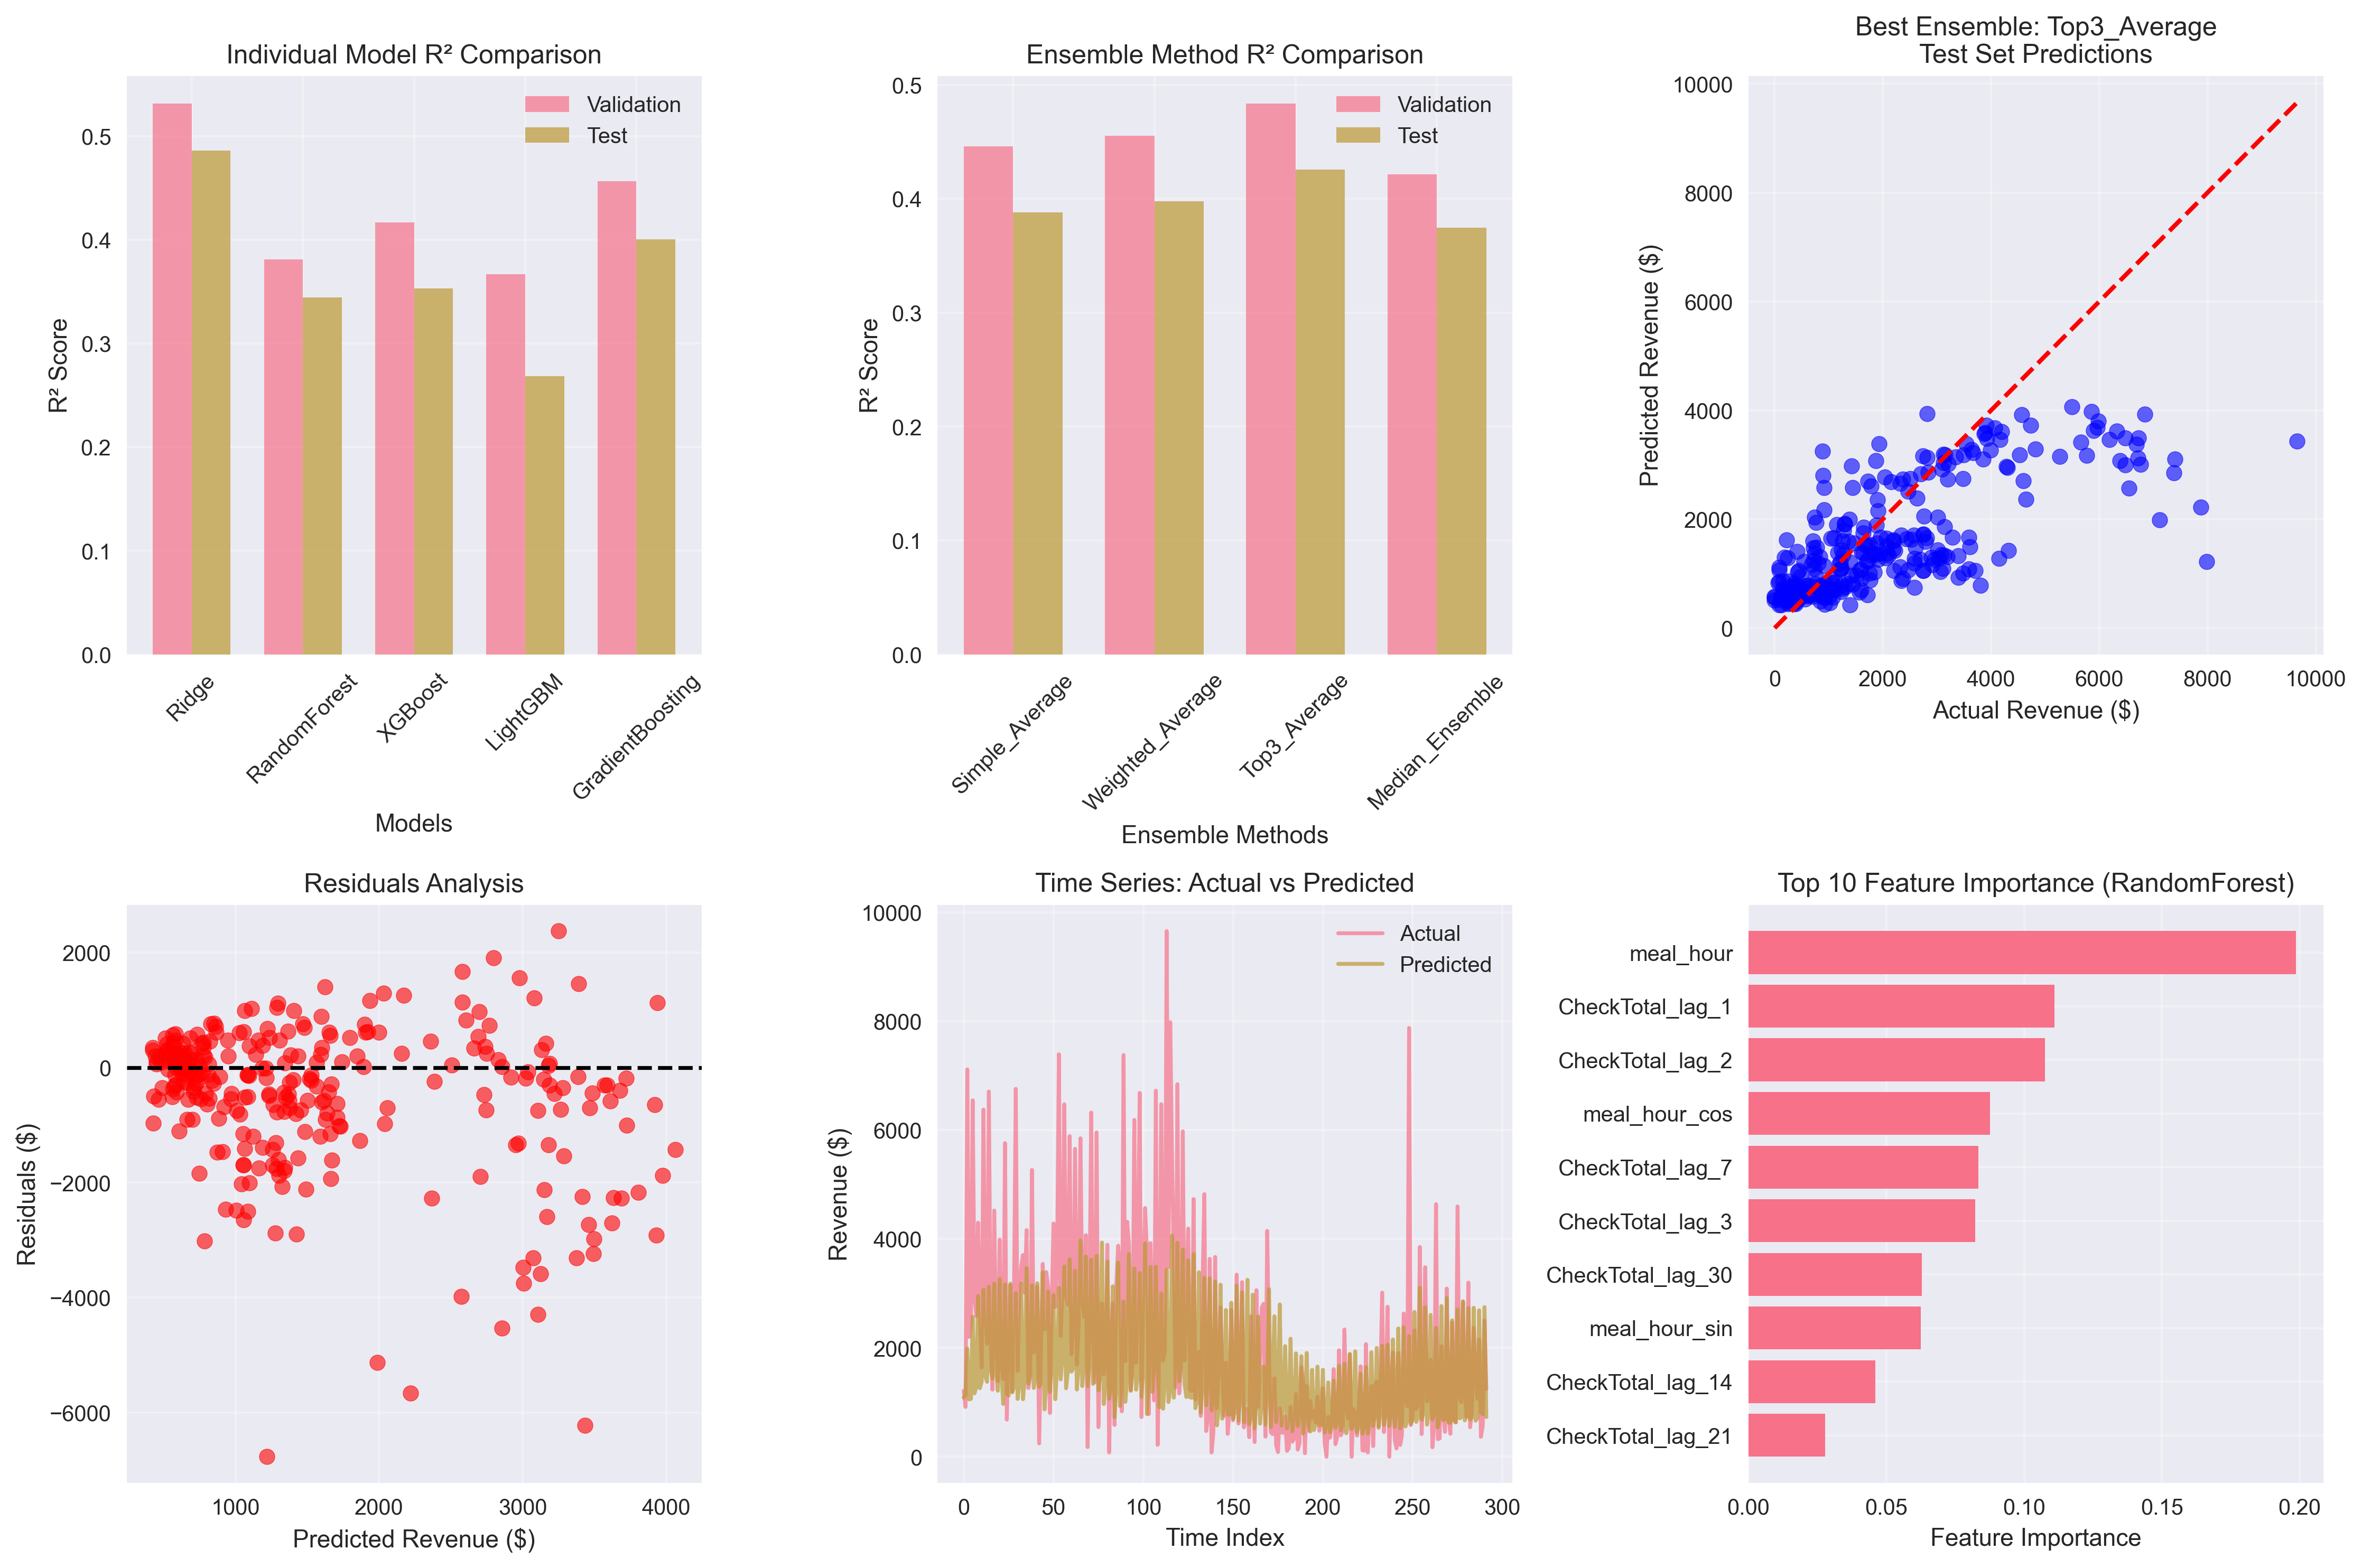 Individual Model R² Comparison
Validation
Test
R² Score
0.5
0.4
0.3
0.2
0.1
0.0
Ridge
RandomForest
XGBoost
LightGBM
GradientBoosting
Models
Ensemble Method R² Comparison
Validation
Test
R² Score
0.5
0.4
0.3
0.2
0.1
0.0
Simple_Average
Weighted_Average
Top3_Average
Median_Ensemble
Ensemble Methods
Best Ensemble: Top3_Average
Test Set Predictions
Predicted Revenue ($)
10000
8000
6000
4000
2000
0
0 2000 4000 6000 8000 10000
Actual Revenue ($)
Residuals Analysis
Residuals ($)
2000
0
−2000
−4000
−6000
1000 2000 3000 4000
Predicted Revenue ($)
Time Series: Actual vs Predicted
Actual
Predicted
Revenue ($)
10000
8000
6000
4000
2000
0
0 50 100 150 200 250 300
Time Index
Top 10 Feature Importance (RandomForest)
meal_hour
CheckTotal_lag_1
CheckTotal_lag_2
meal_hour_cos
CheckTotal_lag_7
CheckTotal_lag_3
CheckTotal_lag_30
meal_hour_sin
CheckTotal_lag_14
CheckTotal_lag_21
0.00 0.05 0.10 0.15 0.20
Feature Importance